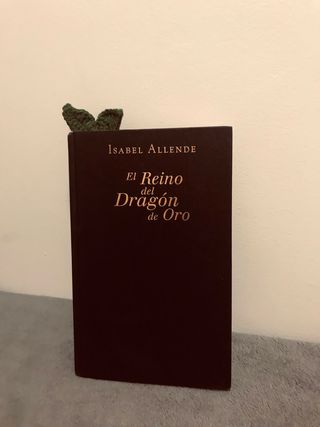 ISABEL ALLENDE
El Reino
del
Dragón
de Oro